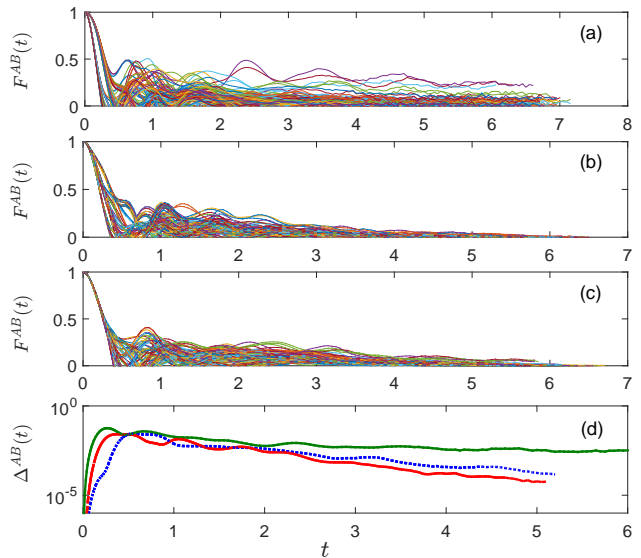 1
0.5
0
F^{AB}(t)
(a)
0 1 2 3 4 5 6 7 8
1
0.5
0
F^{AB}(t)
(b)
0 1 2 3 4 5 6 7
1
0.5
0
F^{AB}(t)
(c)
0 1 2 3 4 5 6 7
10^0
10^{-5}
Δ^{AB}(t)
(d)
0 1 2 3 4 5 6
t